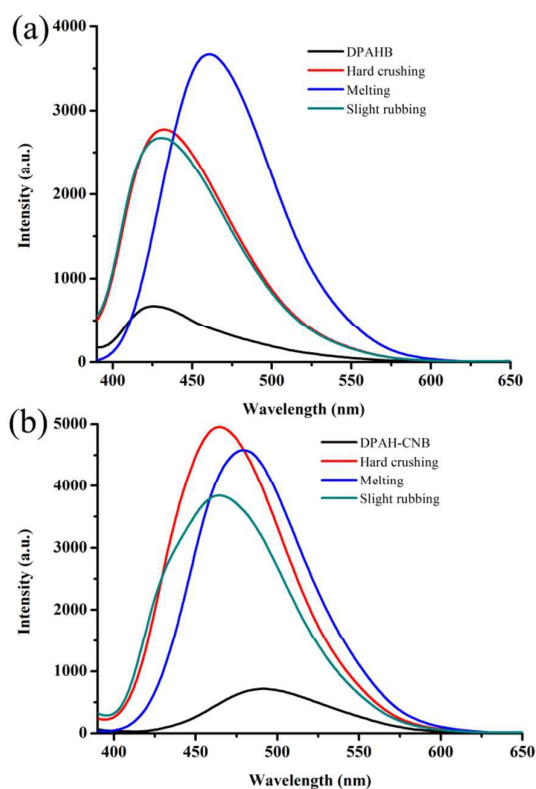 (a)
4000
3000
2000
1000
0
Intensity (a.u.)
DPAHB
Hard crushing
Melting
Slight rubbing
400 450 500 550 600 650
Wavelength (nm)
(b)
5000
4000
3000
2000
1000
0
Intensity (a.u.)
DPAH-CNB
Hard crushing
Melting
Slight rubbing
400 450 500 550 600 650
Wavelength (nm)